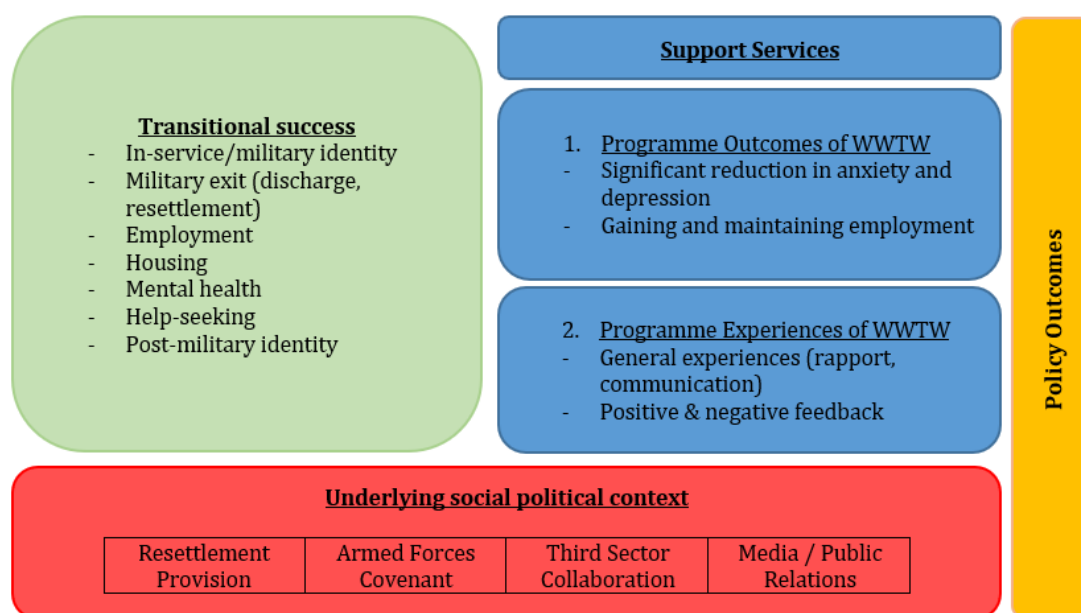 Transitional success
- In-service/military identity
- Military exit (discharge,
resettlement)
- Employment
- Housing
- Mental health
- Help-seeking
- Post-military identity
Support Services
1. Programme Outcomes of WWTW
- Significant reduction in anxiety and
depression
- Gaining and maintaining employment
2. Programme Experiences of WWTW
- General experiences (rapport,
communication)
- Positive & negative feedback
Policy Outcomes
Underlying social political context
Resettlement
Provision
Armed Forces
Covenant
Third Sector
Collaboration
Media / Public
Relations